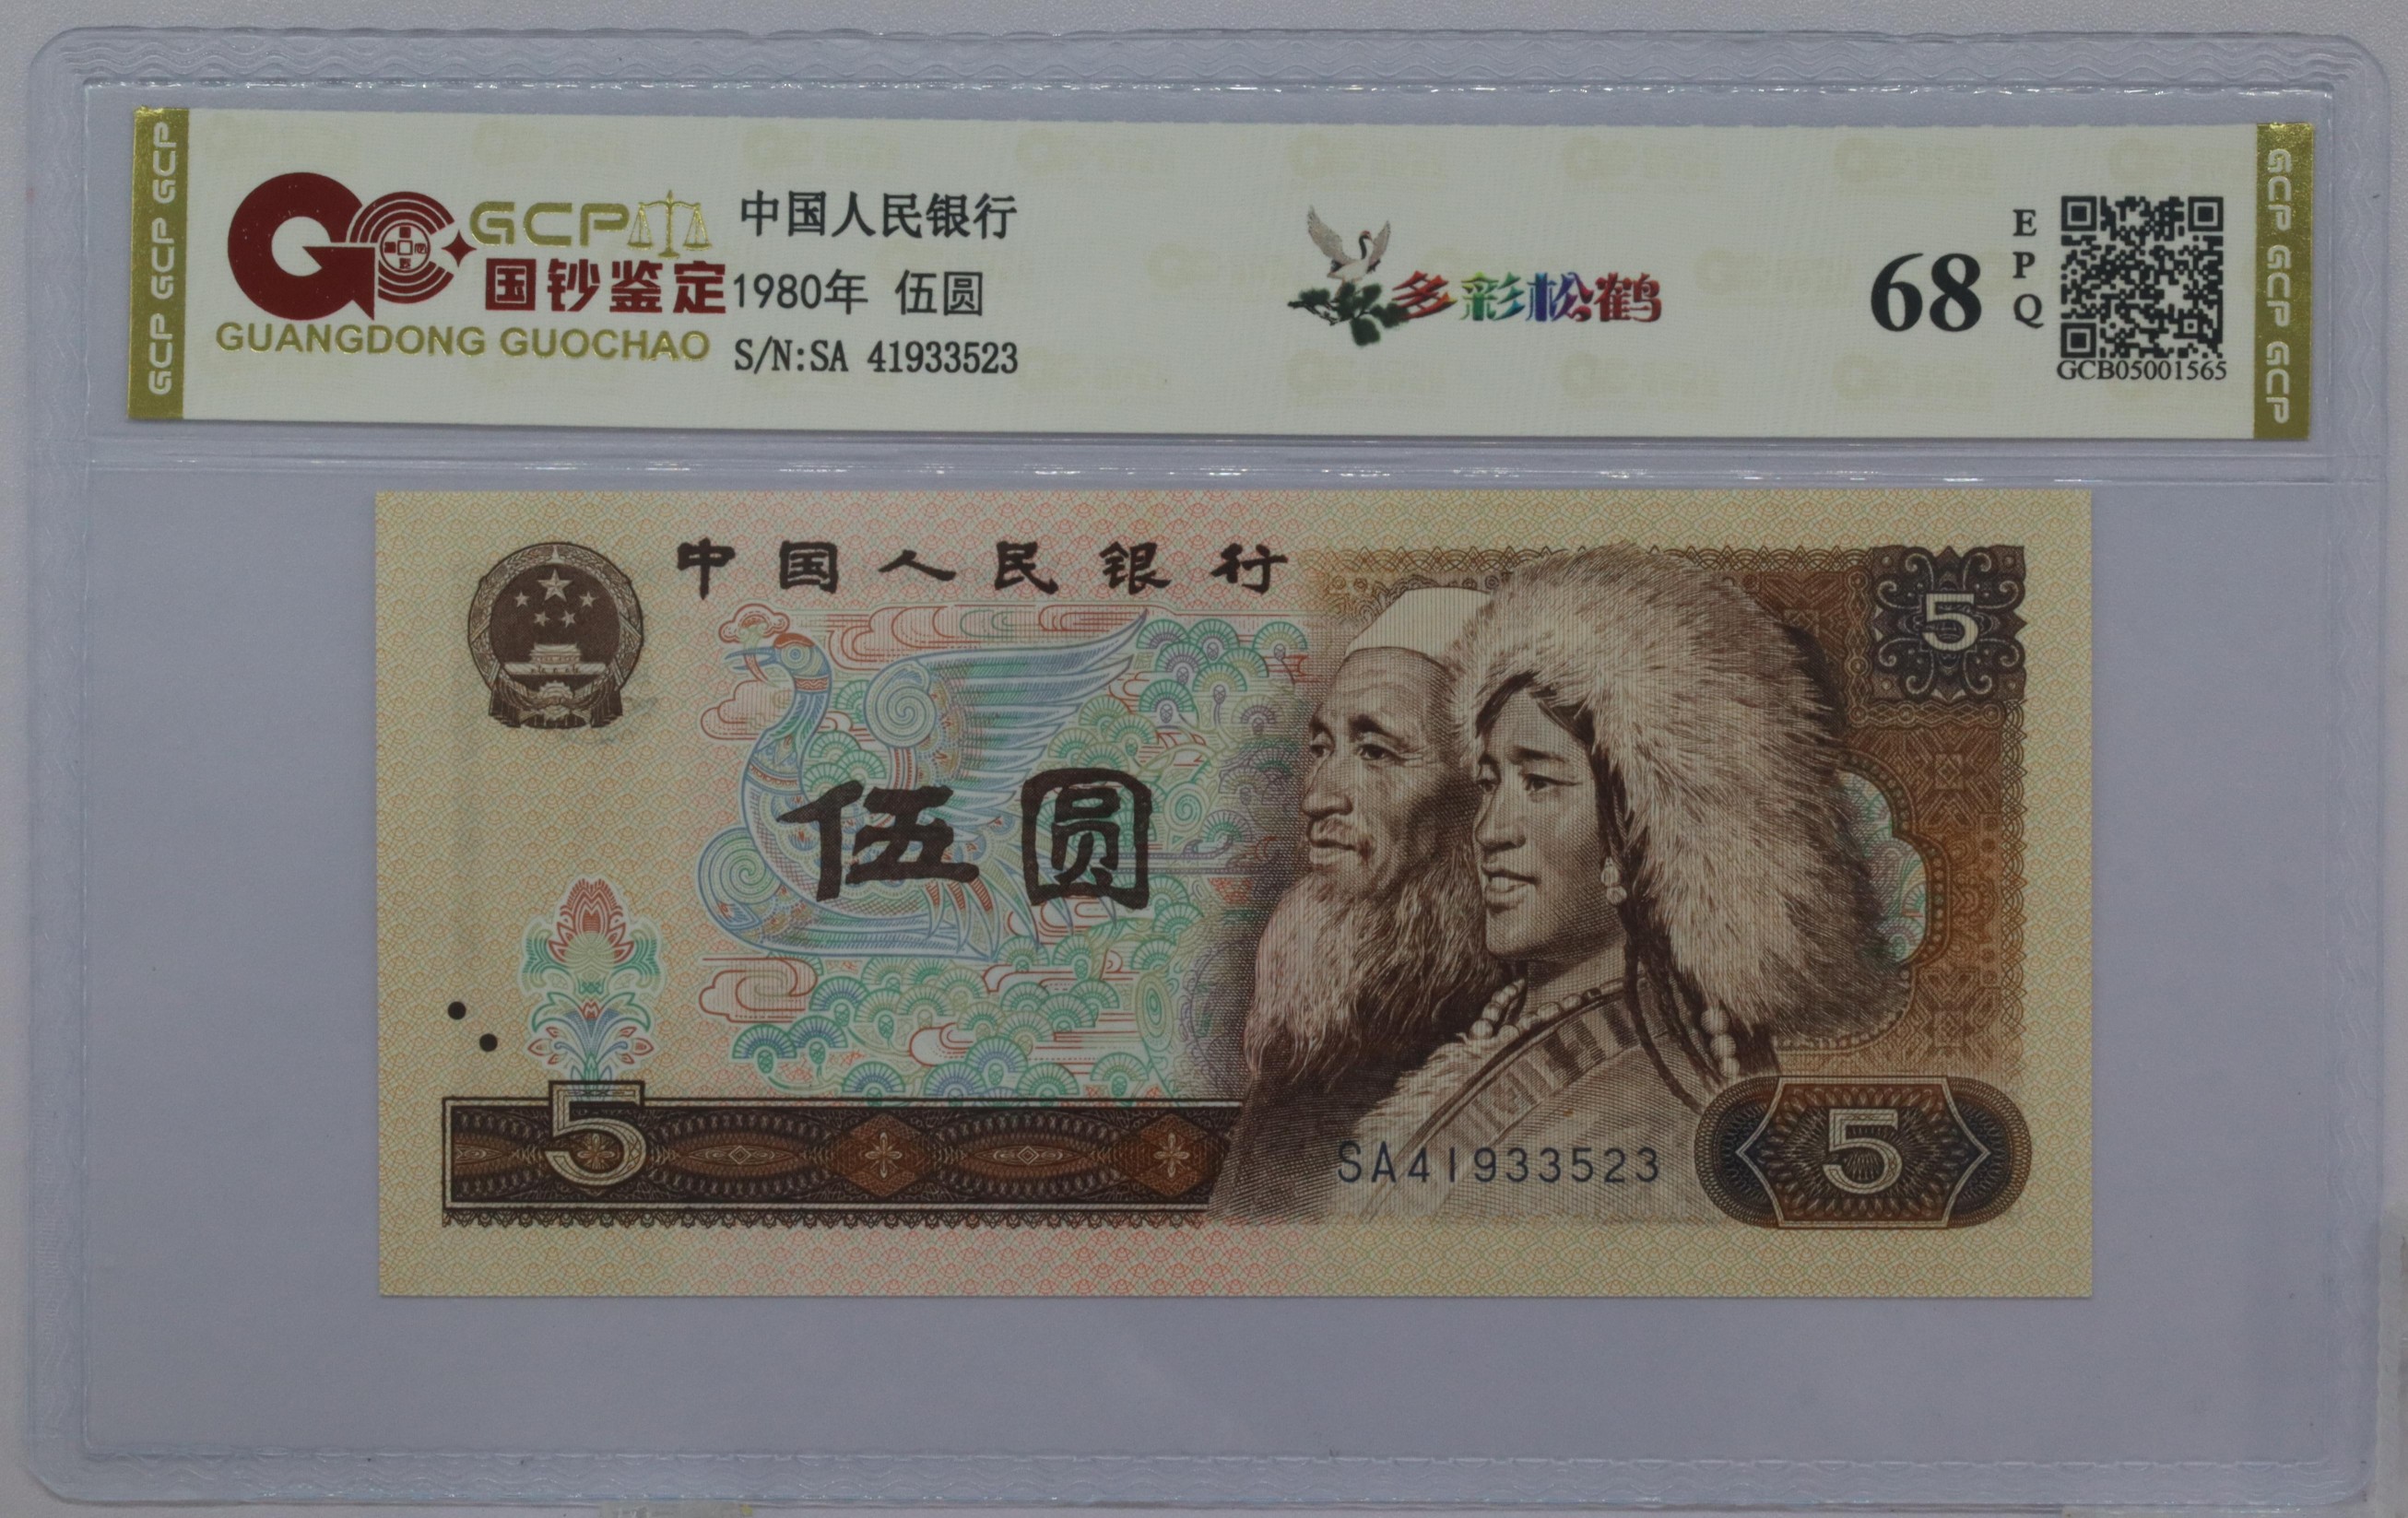 GCP GCP GCP
GCP
国钞鉴定
GUANGDONG GUOCHAO
中国人民银行
1980年 伍圆
S/N:SA 41933523
多彩松鹤
68
EPQ
GCB05001565
GCP GCP GCP
中国人民银行
5
伍圆
5
SA41933523
5